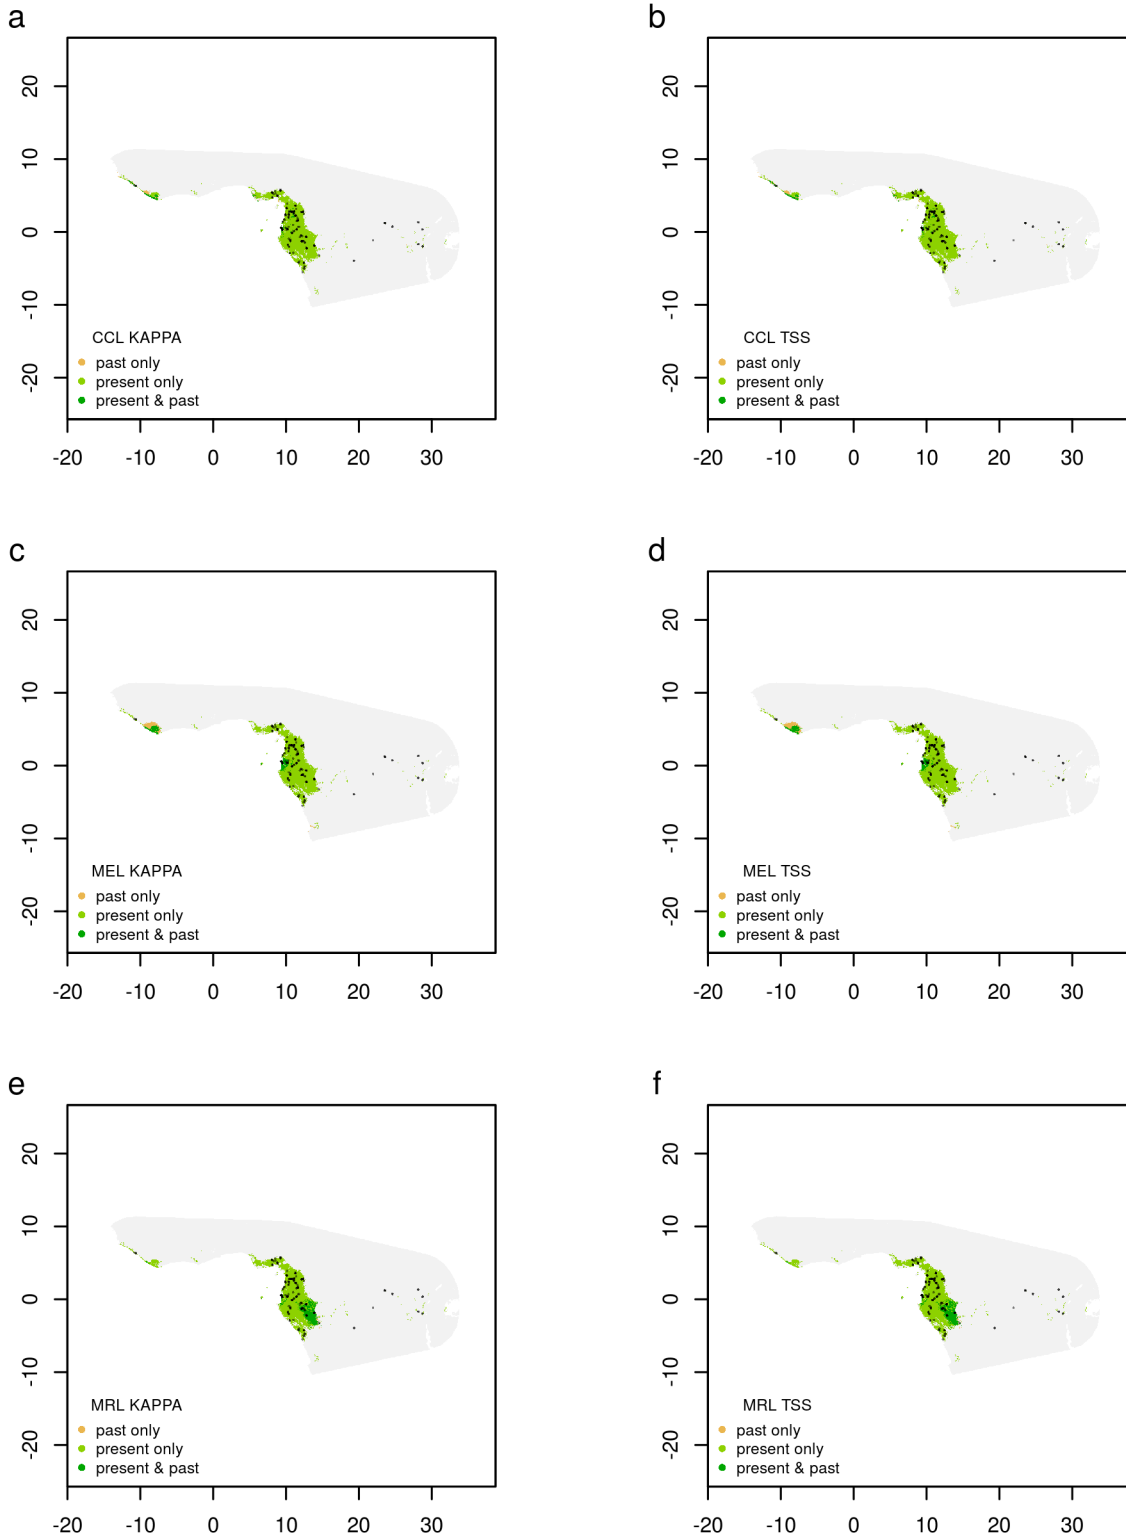 a
20
10
0
-10
-20
CCL KAPPA
past only
present only
present & past
-20 -10 0 10 20 30
b
20
10
0
-10
-20
CCL TSS
past only
present only
present & past
-20 -10 0 10 20 30
c
20
10
0
-10
-20
MEL KAPPA
past only
present only
present & past
-20 -10 0 10 20 30
d
20
10
0
-10
-20
MEL TSS
past only
present only
present & past
-20 -10 0 10 20 30
e
20
10
0
-10
-20
MRL KAPPA
past only
present only
present & past
-20 -10 0 10 20 30
f
20
10
0
-10
-20
MRL TSS
past only
present only
present & past
-20 -10 0 10 20 30